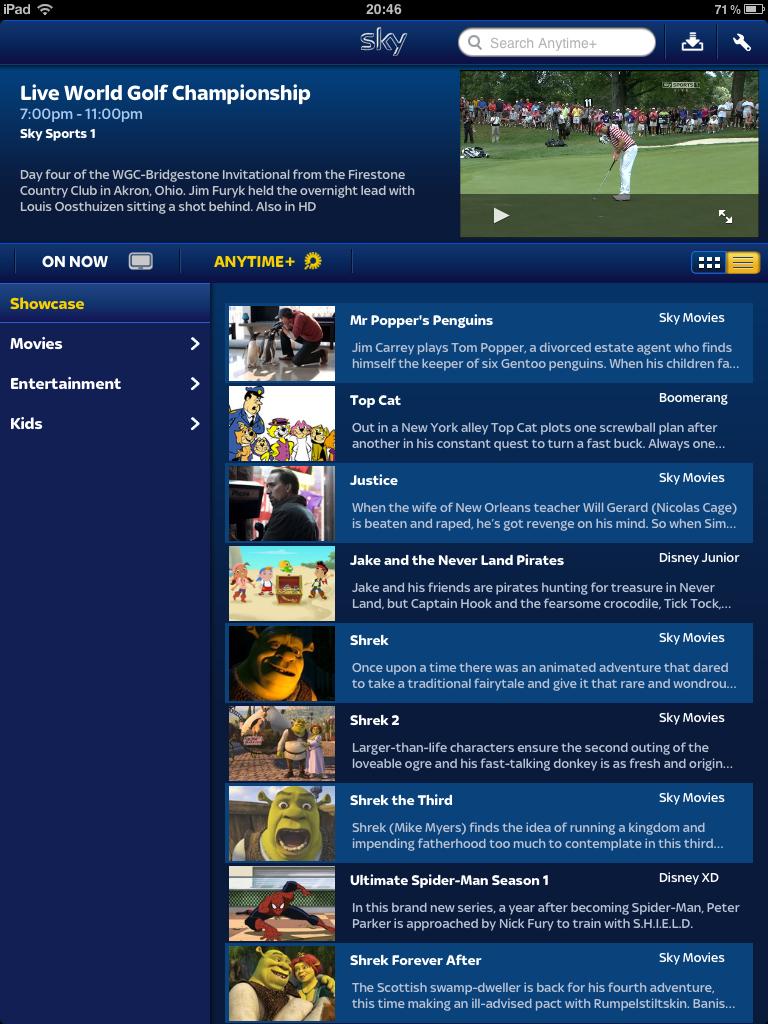 iPad
20:46
71 %
sky
Search Anytime+
Live World Golf Championship
7:00pm - 11:00pm
Sky Sports 1
Day four of the WGC-Bridgestone Invitational from the Firestone
Country Club in Akron, Ohio. Jim Furyk held the overnight lead with
Louis Oosthuizen sitting a shot behind. Also in HD
SPORTS 1
11
ON NOW
ANYTIME+
Showcase
Movies
Entertainment
Kids
Mr Popper's Penguins
Sky Movies
Jim Carrey plays Tom Popper, a divorced estate agent who finds
himself the keeper of six Gentoo penguins. When his children fa...
Top Cat
Boomerang
Out in a New York alley Top Cat plots one screwball plan after
another in his constant quest to turn a fast buck. Always one...
Justice
Sky Movies
When the wife of New Orleans teacher Will Gerard (Nicolas Cage)
is beaten and raped, he's got revenge on his mind. So when Sim...
Phone
Jake and the Never Land Pirates
Disney Junior
Jake and his friends are pirates hunting for treasure in Never
Land, but Captain Hook and the fearsome crocodile, Tick Tock,...
Shrek
Sky Movies
Once upon a time there was an animated adventure that dared
to take a traditional fairytale and give it that rare and wondrou...
Shrek 2
Sky Movies
Larger-than-life characters ensure the second outing of the
loveable ogre and his fast-talking donkey is as fresh and origin...
Shrek the Third
Sky Movies
Shrek (Mike Myers) finds the idea of running a kingdom and
impending fatherhood too much to contemplate in this third...
Ultimate Spider-Man Season 1
Disney XD
In this brand new series, a year after becoming Spider-Man, Peter
Parker is approached by Nick Fury to train with S.H.I.E.L.D.
Shrek Forever After
Sky Movies
The Scottish swamp-dweller is back for his fourth adventure,
this time making an ill-advised pact with Rumpelstiltskin. Banis...